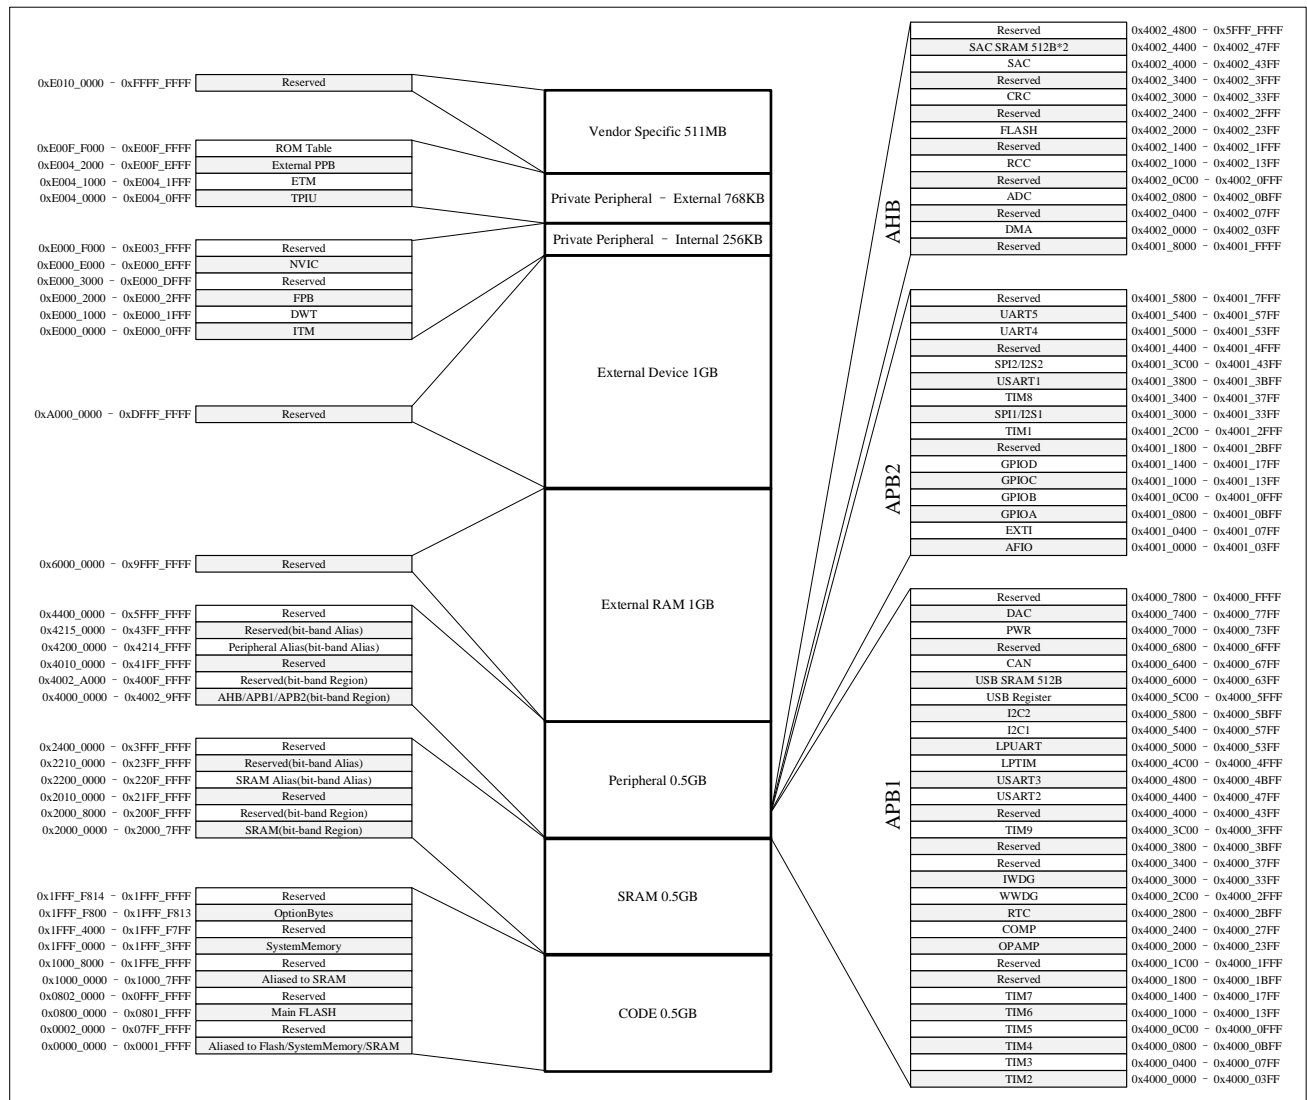 0xE010_0000 - 0xFFFF_FFFF Reserved
0xE00F_F000 - 0xE00F_FFFF ROM Table
0xE004_2000 - 0xE00F_EFFF External PPB
0xE004_1000 - 0xE004_1FFF ETM
0xE004_0000 - 0xE004_0FFF TPIU
0xE000_F000 - 0xE003_FFFF Reserved
0xE000_E000 - 0xE000_EFFF NVIC
0xE000_3000 - 0xE000_DFFF Reserved
0xE000_2000 - 0xE000_2FFF FPB
0xE000_1000 - 0xE000_1FFF DWT
0xE000_0000 - 0xE000_0FFF ITM
0xA000_0000 - 0xDFFF_FFFF Reserved
0x6000_0000 - 0x9FFF_FFFF Reserved
0x4400_0000 - 0x5FFF_FFFF Reserved
0x4215_0000 - 0x43FF_FFFF Reserved(bit-band Alias)
0x4200_0000 - 0x4214_FFFF Peripheral Alias(bit-band Alias)
0x4010_0000 - 0x41FF_FFFF Reserved
0x4002_A000 - 0x400F_FFFF Reserved(bit-band Region)
0x4000_0000 - 0x4002_9FFF AHB/APB1/APB2(bit-band Region)
0x2400_0000 - 0x3FFF_FFFF Reserved
0x2210_0000 - 0x23FF_FFFF Reserved(bit-band Alias)
0x2200_0000 - 0x220F_FFFF SRAM Alias(bit-band Alias)
0x2010_0000 - 0x21FF_FFFF Reserved
0x2000_8000 - 0x200F_FFFF Reserved(bit-band Region)
0x2000_0000 - 0x2000_7FFF SRAM(bit-band Region)
0x1FFF_F814 - 0x1FFF_FFFF Reserved
0x1FFF_F800 - 0x1FFF_F813 OptionBytes
0x1FFF_4000 - 0x1FFF_F7FF Reserved
0x1FFF_0000 - 0x1FFF_3FFF SystemMemory
0x1000_8000 - 0x1FFE_FFFF Reserved
0x1000_0000 - 0x1000_7FFF Aliased to SRAM
0x0802_0000 - 0x0FFF_FFFF Reserved
0x0800_0000 - 0x0801_FFFF Main FLASH
0x0002_0000 - 0x07FF_FFFF Reserved
0x0000_0000 - 0x0001_FFFF Aliased to Flash/SystemMemory/SRAM
Vendor Specific 511MB
Private Peripheral - External 768KB
Private Peripheral - Internal 256KB
External Device 1GB
External RAM 1GB
Peripheral 0.5GB
SRAM 0.5GB
CODE 0.5GB
AHB
Reserved 0x4002_4800 - 0x5FFF_FFFF
SAC SRAM 512B*2 0x4002_4400 - 0x4002_47FF
SAC 0x4002_4000 - 0x4002_43FF
Reserved 0x4002_3400 - 0x4002_3FFF
CRC 0x4002_3000 - 0x4002_33FF
Reserved 0x4002_2400 - 0x4002_2FFF
FLASH 0x4002_2000 - 0x4002_23FF
Reserved 0x4002_1400 - 0x4002_1FFF
RCC 0x4002_1000 - 0x4002_13FF
Reserved 0x4002_0C00 - 0x4002_0FFF
ADC 0x4002_0800 - 0x4002_0BFF
Reserved 0x4002_0400 - 0x4002_07FF
DMA 0x4002_0000 - 0x4002_03FF
Reserved 0x4001_8000 - 0x4001_FFFF
APB2
Reserved 0x4001_5800 - 0x4001_7FFF
UART5 0x4001_5400 - 0x4001_57FF
UART4 0x4001_5000 - 0x4001_53FF
Reserved 0x4001_4400 - 0x4001_4FFF
SPI2/I2S2 0x4001_3C00 - 0x4001_43FF
USART1 0x4001_3800 - 0x4001_3BFF
TIM8 0x4001_3400 - 0x4001_37FF
SPI1/I2S1 0x4001_3000 - 0x4001_33FF
TIM1 0x4001_2C00 - 0x4001_2FFF
Reserved 0x4001_1800 - 0x4001_2BFF
GPIOD 0x4001_1400 - 0x4001_17FF
GPIOC 0x4001_1000 - 0x4001_13FF
GPIOB 0x4001_0C00 - 0x4001_0FFF
GPIOA 0x4001_0800 - 0x4001_0BFF
EXTI 0x4001_0400 - 0x4001_07FF
AFIO 0x4001_0000 - 0x4001_03FF
APB1
Reserved 0x4000_7800 - 0x4000_FFFF
DAC 0x4000_7400 - 0x4000_77FF
PWR 0x4000_7000 - 0x4000_73FF
Reserved 0x4000_6800 - 0x4000_6FFF
CAN 0x4000_6400 - 0x4000_67FF
USB SRAM 512B 0x4000_6000 - 0x4000_63FF
USB Register 0x4000_5C00 - 0x4000_5FFF
I2C2 0x4000_5800 - 0x4000_5BFF
I2C1 0x4000_5400 - 0x4000_57FF
LPUART 0x4000_5000 - 0x4000_53FF
LPTIM 0x4000_4C00 - 0x4000_4FFF
USART3 0x4000_4800 - 0x4000_4BFF
USART2 0x4000_4400 - 0x4000_47FF
Reserved 0x4000_4000 - 0x4000_43FF
TIM9 0x4000_3C00 - 0x4000_3FFF
Reserved 0x4000_3800 - 0x4000_3BFF
Reserved 0x4000_3400 - 0x4000_37FF
IWDG 0x4000_3000 - 0x4000_33FF
WWDG 0x4000_2C00 - 0x4000_2FFF
RTC 0x4000_2800 - 0x4000_2BFF
COMP 0x4000_2400 - 0x4000_27FF
OPAMP 0x4000_2000 - 0x4000_23FF
Reserved 0x4000_1C00 - 0x4000_1FFF
Reserved 0x4000_1800 - 0x4000_1BFF
TIM7 0x4000_1400 - 0x4000_17FF
TIM6 0x4000_1000 - 0x4000_13FF
TIM5 0x4000_0C00 - 0x4000_0FFF
TIM4 0x4000_0800 - 0x4000_0BFF
TIM3 0x4000_0400 - 0x4000_07FF
TIM2 0x4000_0000 - 0x4000_03FF